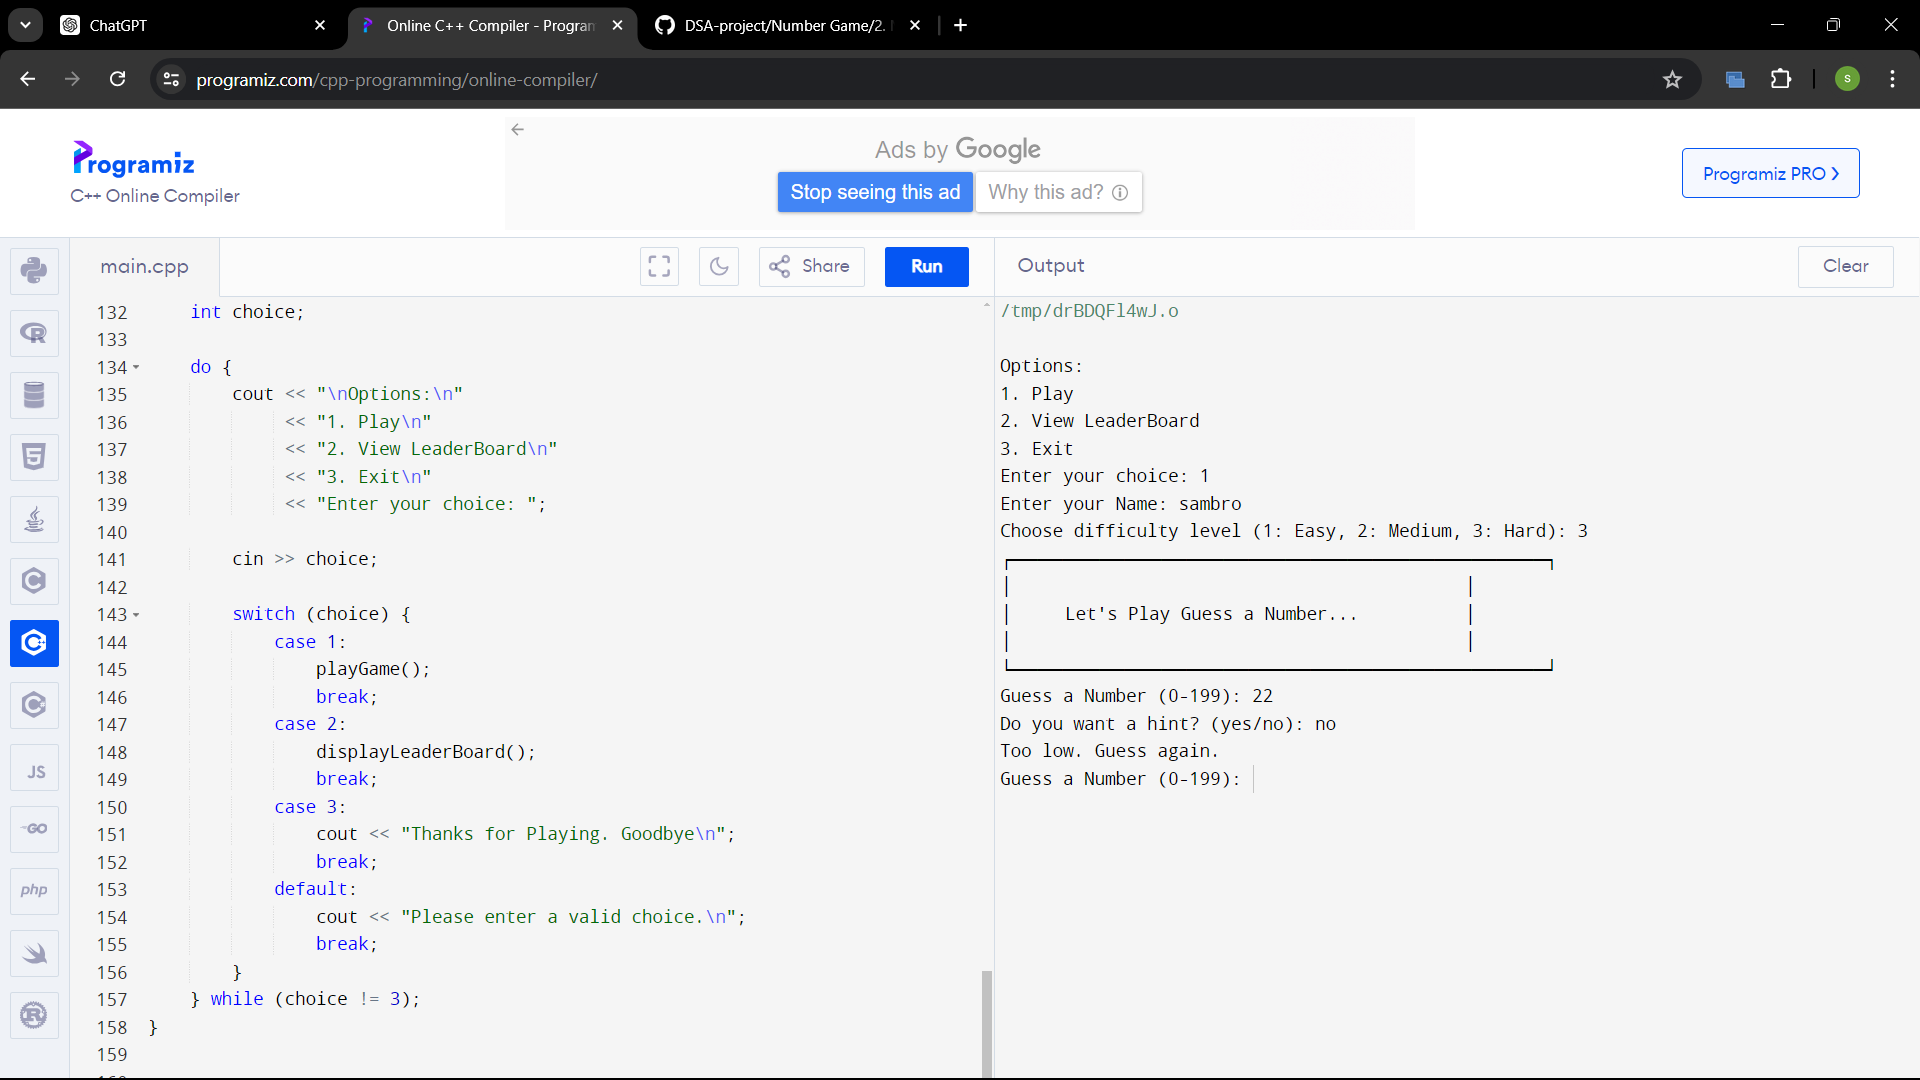 ChatGPT
Online C++ Compiler - Program
DSA-project/Number Game/2.
programiz.com/cpp-programming/online-compiler/
S
Programiz
C++ Online Compiler
Ads by Google
Stop seeing this ad
Why this ad?
Programiz PRO
main.cpp
Share
Run
Output
Clear
132 int choice;
133
134 do {
135 cout << "\nOptions:\n"
136 << "1. Play\n"
137 << "2. View LeaderBoard\n"
138 << "3. Exit\n"
139 << "Enter your choice: ";
140
141 cin >> choice;
142
143 switch (choice) {
144 case 1:
145 playGame();
146 break;
147 case 2:
148 displayLeaderBoard();
149 break;
150 case 3:
151 cout << "Thanks for Playing. Goodbye\n";
152 break;
153 default:
154 cout << "Please enter a valid choice.\n";
155 break;
156 }
157 } while (choice != 3);
158 }
159
/tmp/drBDQFl4wJ.o
Options:
1. Play
2. View LeaderBoard
3. Exit
Enter your choice: 1
Enter your Name: sambro
Choose difficulty level (1: Easy, 2: Medium, 3: Hard): 3
Let's Play Guess a Number...
Guess a Number (0-199): 22
Do you want a hint? (yes/no): no
Too low. Guess again.
Guess a Number (0-199):
R
5
C
C++
C#
JS
GO
php
R